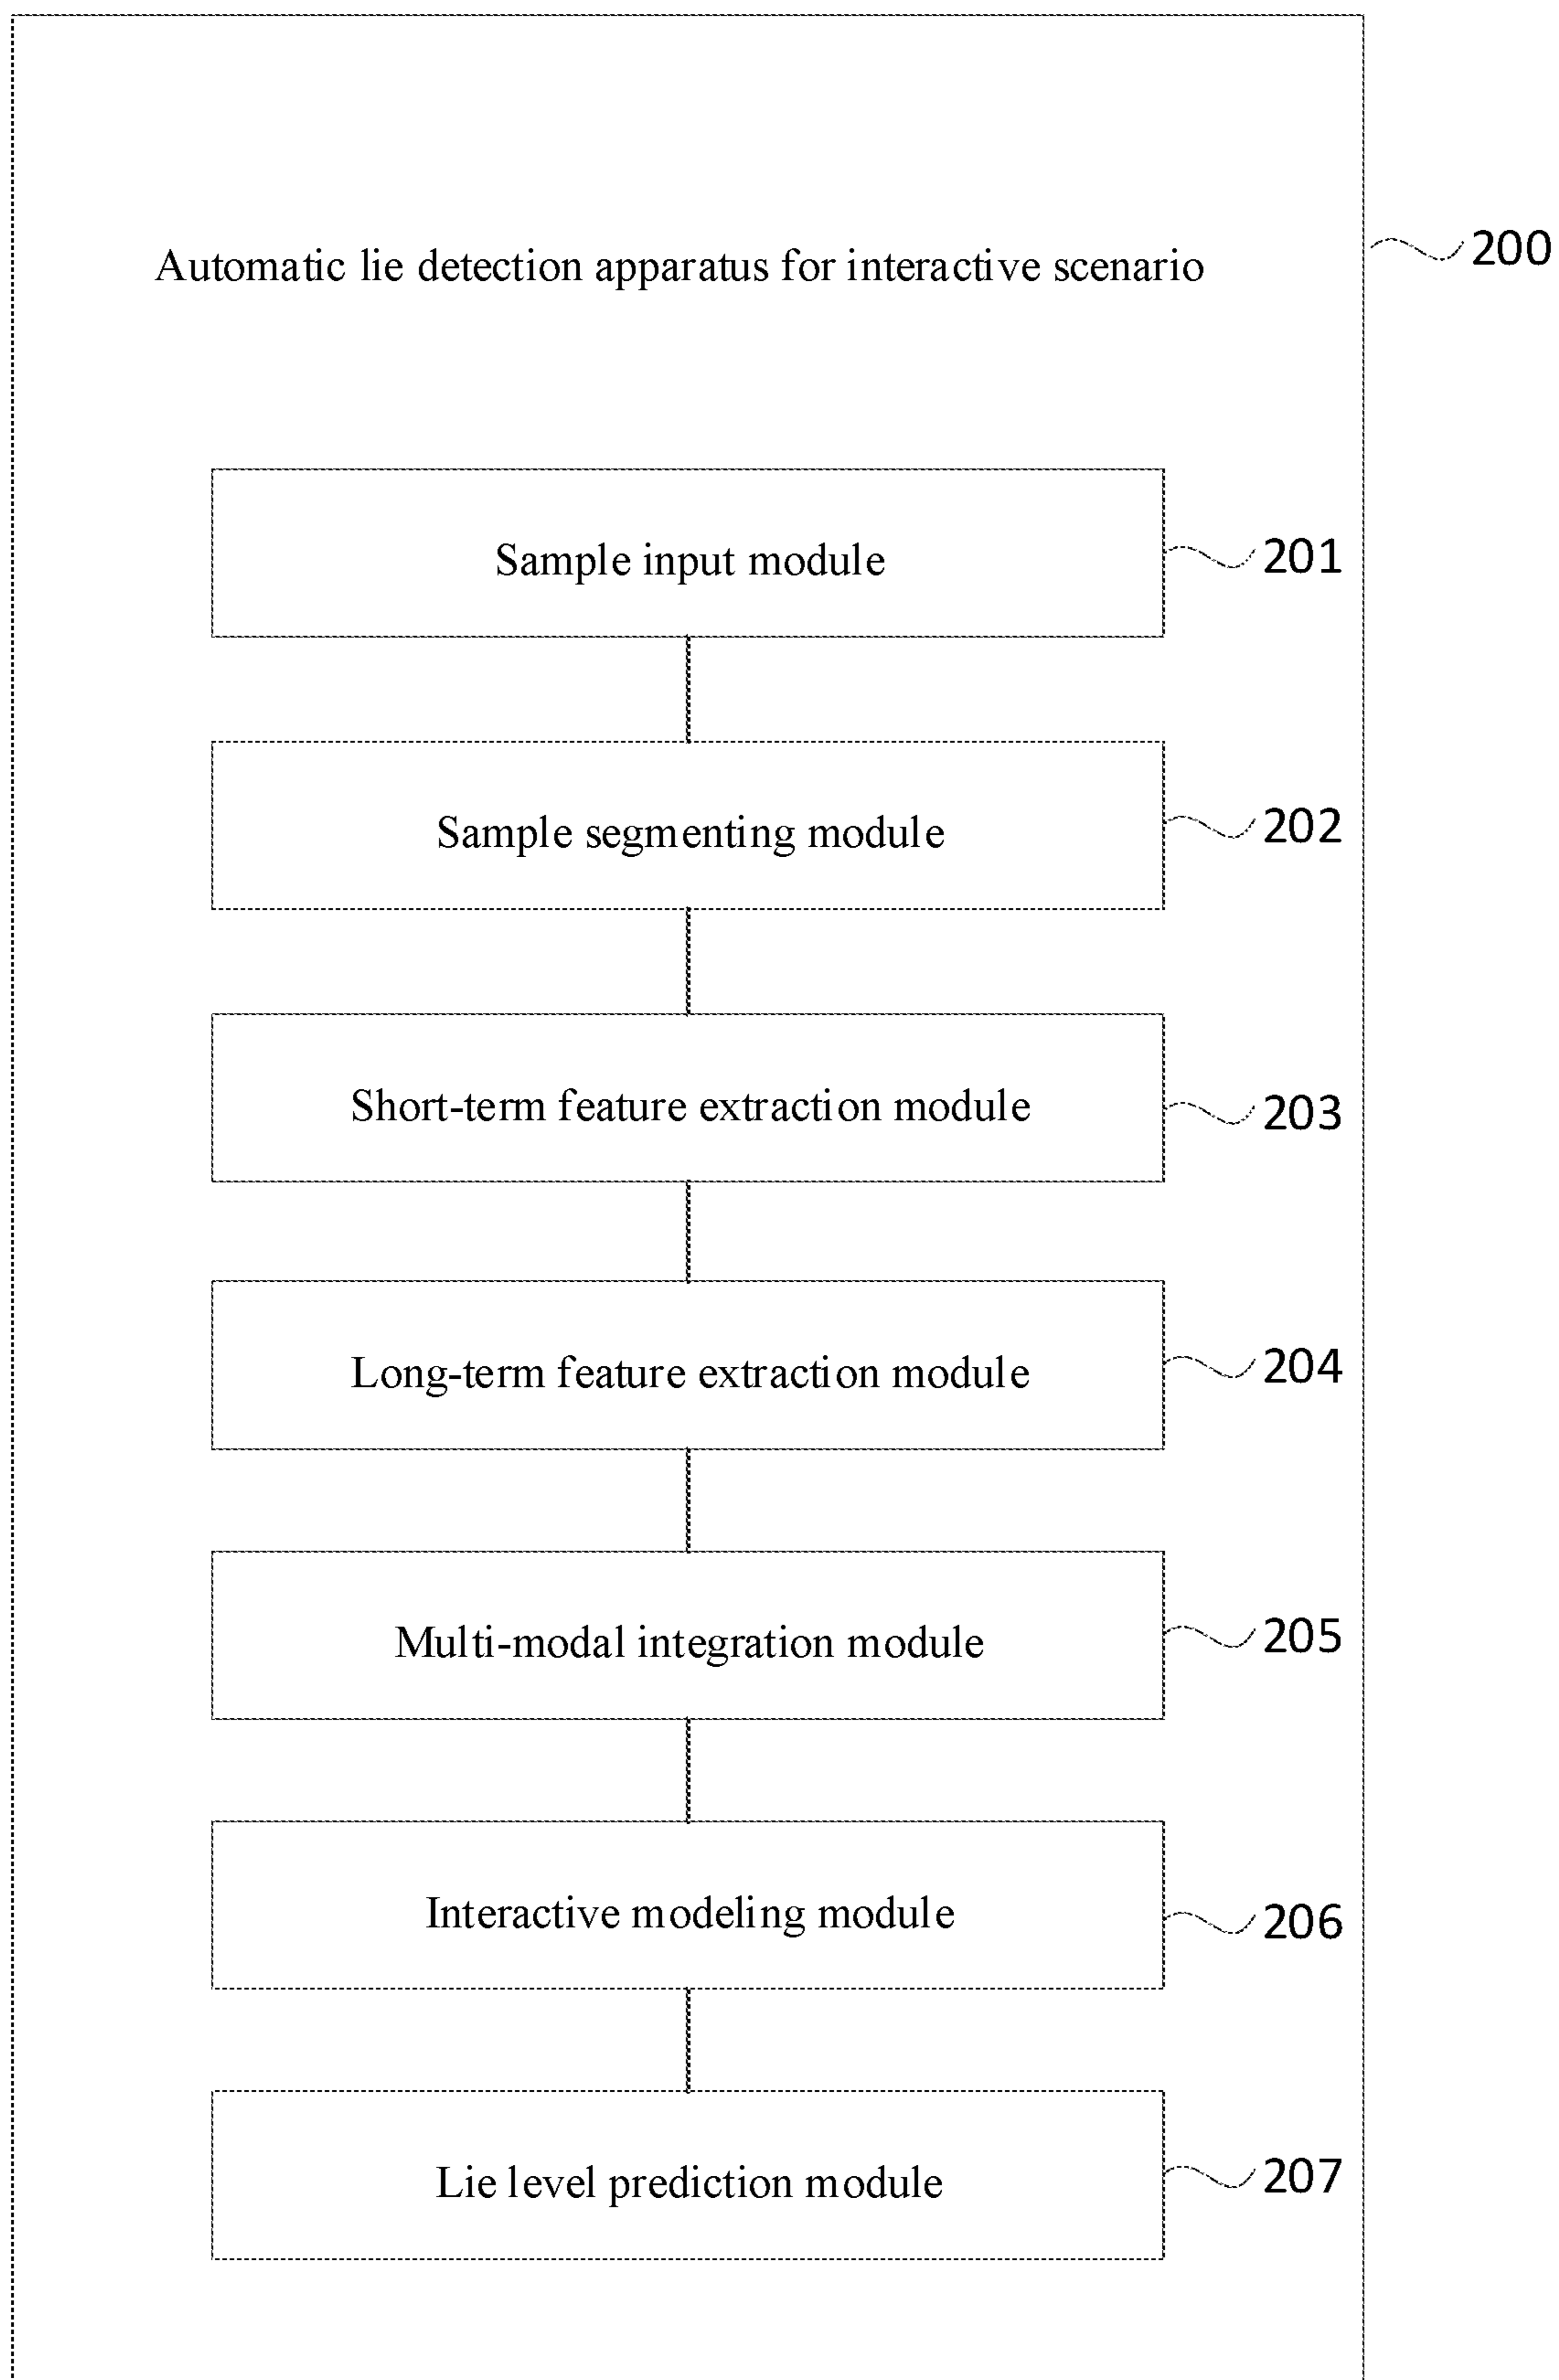 Automatic lie detection apparatus for interactive scenario
200
Sample input module
201
Sample segmenting module
202
Short-term feature extraction module
203
Long-term feature extraction module
204
Multi-modal integration module
205
Interactive modeling module
206
Lie level prediction module
207